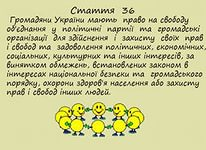 Стаття 36
Громадяни України мають право на свободу
об'єднання у політичні партії та громадські
організації для здійснення і захисту своїх прав
і свобод та задоволення політичних, економічних,
соціальних, культурних та інших інтересів, за
винятком обмежень, встановлених законом в
інтересах національної безпеки та громадського
порядку, охорони здоров'я населення або захисту
прав і свобод інших людей.